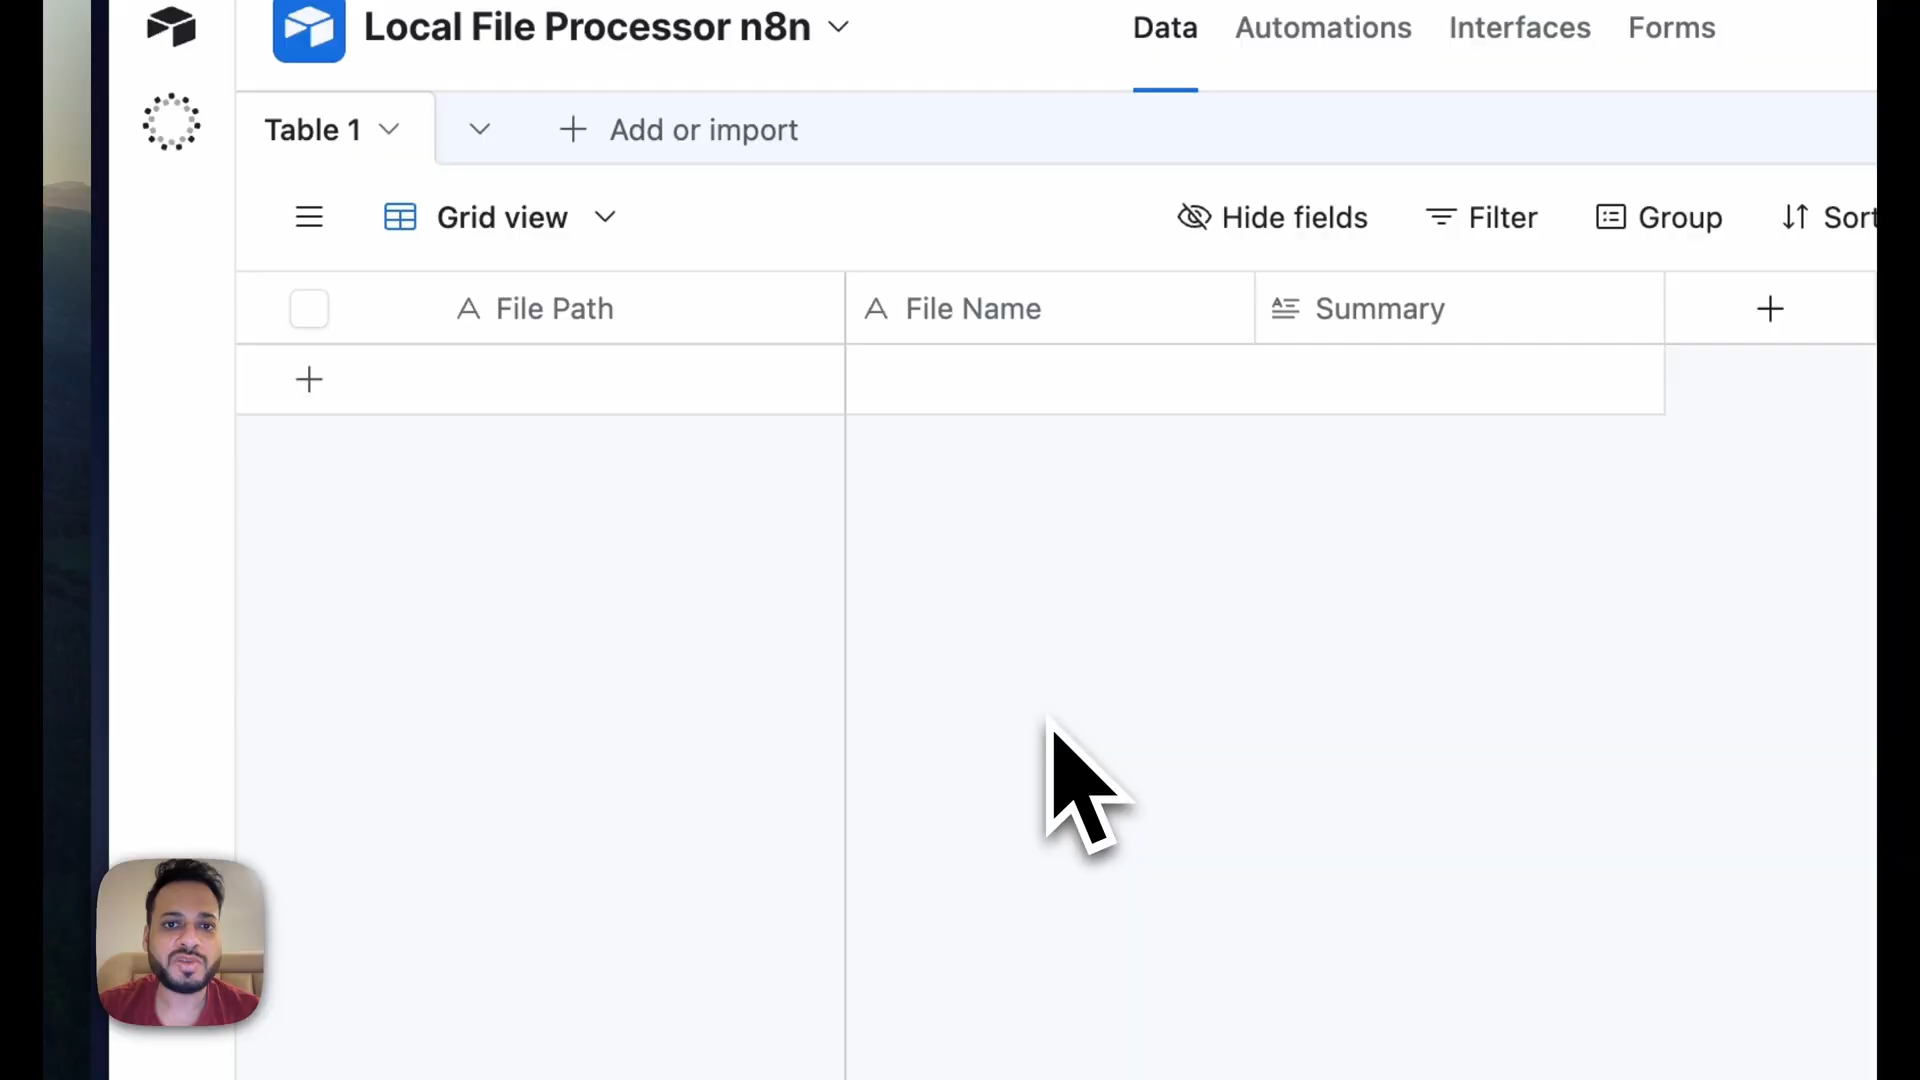 Local File Processor n8n
Data Automations Interfaces Forms
Table 1 Add or import
Grid view Hide fields Filter Group Sort
File Path File Name Summary